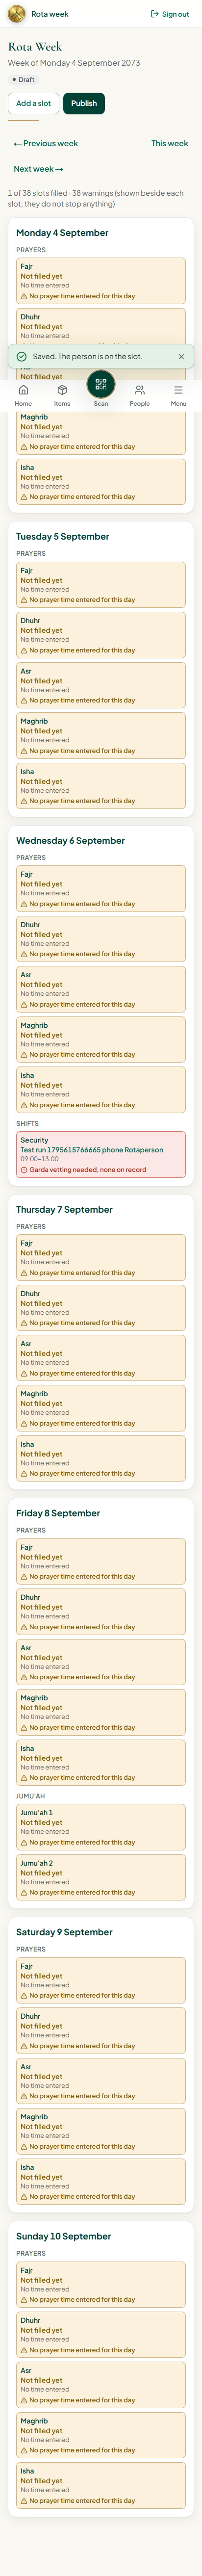 Rota week
Sign out
Rota Week
Week of Monday 4 September 2073
Draft
Add a slot
Publish
← Previous week
This week
Next week →
1 of 38 slots filled · 38 warnings (shown beside each
slot; they do not stop anything)
Monday 4 September
PRAYERS
Fajr
Not filled yet
No time entered
No prayer time entered for this day
Dhuhr
Not filled yet
No time entered
Saved. The person is on the slot.
Home
Items
Scan
People
Menu
Maghrib
Not filled yet
No time entered
No prayer time entered for this day
Isha
Not filled yet
No time entered
No prayer time entered for this day
Tuesday 5 September
PRAYERS
Fajr
Not filled yet
No time entered
No prayer time entered for this day
Dhuhr
Not filled yet
No time entered
No prayer time entered for this day
Asr
Not filled yet
No time entered
No prayer time entered for this day
Maghrib
Not filled yet
No time entered
No prayer time entered for this day
Isha
Not filled yet
No time entered
No prayer time entered for this day
Wednesday 6 September
PRAYERS
Fajr
Not filled yet
No time entered
No prayer time entered for this day
Dhuhr
Not filled yet
No time entered
No prayer time entered for this day
Asr
Not filled yet
No time entered
No prayer time entered for this day
Maghrib
Not filled yet
No time entered
No prayer time entered for this day
Isha
Not filled yet
No time entered
No prayer time entered for this day
SHIFTS
Security
Test run 1795615766665 phone Rotaperson
09:00–13:00
Garda vetting needed, none on record
Thursday 7 September
PRAYERS
Fajr
Not filled yet
No time entered
No prayer time entered for this day
Dhuhr
Not filled yet
No time entered
No prayer time entered for this day
Asr
Not filled yet
No time entered
No prayer time entered for this day
Maghrib
Not filled yet
No time entered
No prayer time entered for this day
Isha
Not filled yet
No time entered
No prayer time entered for this day
Friday 8 September
PRAYERS
Fajr
Not filled yet
No time entered
No prayer time entered for this day
Dhuhr
Not filled yet
No time entered
No prayer time entered for this day
Asr
Not filled yet
No time entered
No prayer time entered for this day
Maghrib
Not filled yet
No time entered
No prayer time entered for this day
Isha
Not filled yet
No time entered
No prayer time entered for this day
JUMU'AH
Jumu'ah 1
Not filled yet
No time entered
No prayer time entered for this day
Jumu'ah 2
Not filled yet
No time entered
No prayer time entered for this day
Saturday 9 September
PRAYERS
Fajr
Not filled yet
No time entered
No prayer time entered for this day
Dhuhr
Not filled yet
No time entered
No prayer time entered for this day
Asr
Not filled yet
No time entered
No prayer time entered for this day
Maghrib
Not filled yet
No time entered
No prayer time entered for this day
Isha
Not filled yet
No time entered
No prayer time entered for this day
Sunday 10 September
PRAYERS
Fajr
Not filled yet
No time entered
No prayer time entered for this day
Dhuhr
Not filled yet
No time entered
No prayer time entered for this day
Asr
Not filled yet
No time entered
No prayer time entered for this day
Maghrib
Not filled yet
No time entered
No prayer time entered for this day
Isha
Not filled yet
No time entered
No prayer time entered for this day